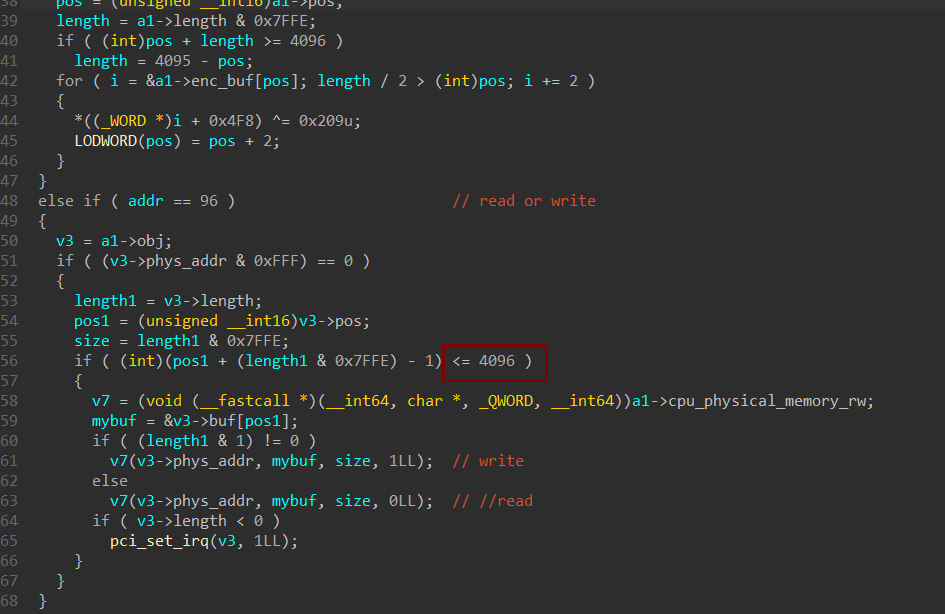 38 pos = (unsigned __int16)a1->pos;
39 length = a1->length & 0x7FFE;
40 if ( (int)pos + length >= 4096 )
41 length = 4095 - pos;
42 for ( i = &a1->enc_buf[pos]; length / 2 > (int)pos; i += 2 )
43 {
44 *((_WORD *)i + 0x4F8) ^= 0x209u;
45 LODWORD(pos) = pos + 2;
46 }
47 }
48 else if ( addr == 96 ) // read or write
49 {
50 v3 = a1->obj;
51 if ( (v3->phys_addr & 0xFFF) == 0 )
52 {
53 length1 = v3->length;
54 pos1 = (unsigned __int16)v3->pos;
55 size = length1 & 0x7FFE;
56 if ( (int)(pos1 + (length1 & 0x7FFE) - 1) <= 4096 )
57 {
58 v7 = (void (__fastcall *)(__int64, char *, _QWORD, __int64))a1->cpu_physical_memory_rw;
59 mybuf = &v3->buf[pos1];
60 if ( (length1 & 1) != 0 )
61 v7(v3->phys_addr, mybuf, size, 1LL); // write
62 else
63 v7(v3->phys_addr, mybuf, size, 0LL); // //read
64 if ( v3->length < 0 )
65 pci_set_irq(v3, 1LL);
66 }
67 }
68 }